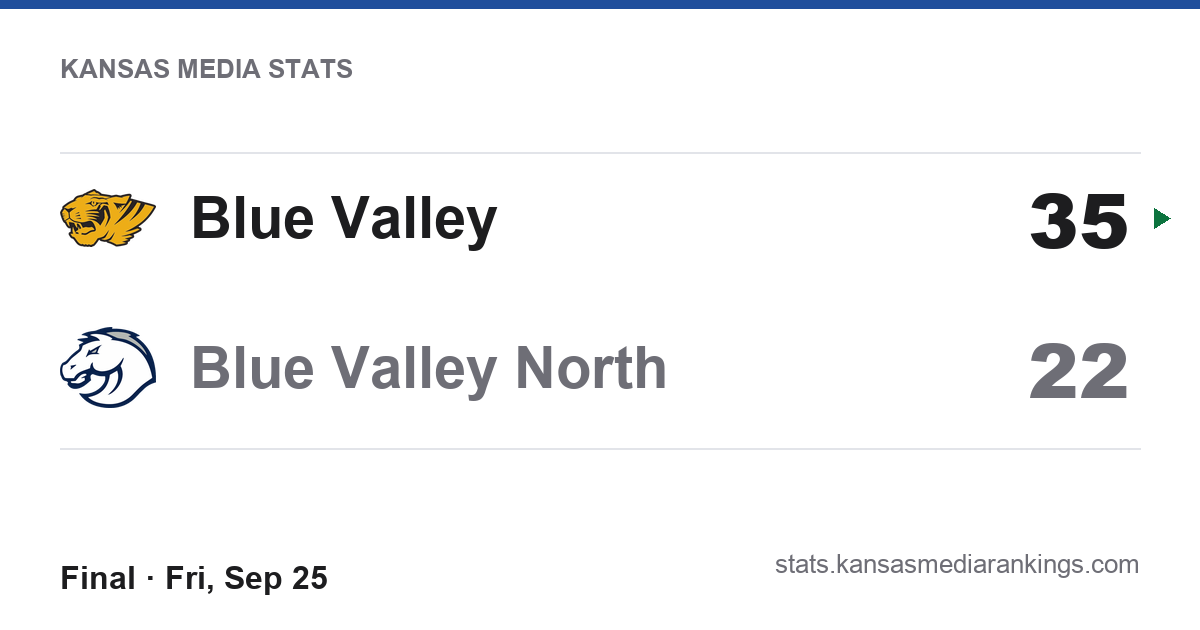 KANSAS MEDIA STATS
Blue Valley 35
Blue Valley North 22
Final · Fri, Sep 25
stats.kansasmediarankings.com